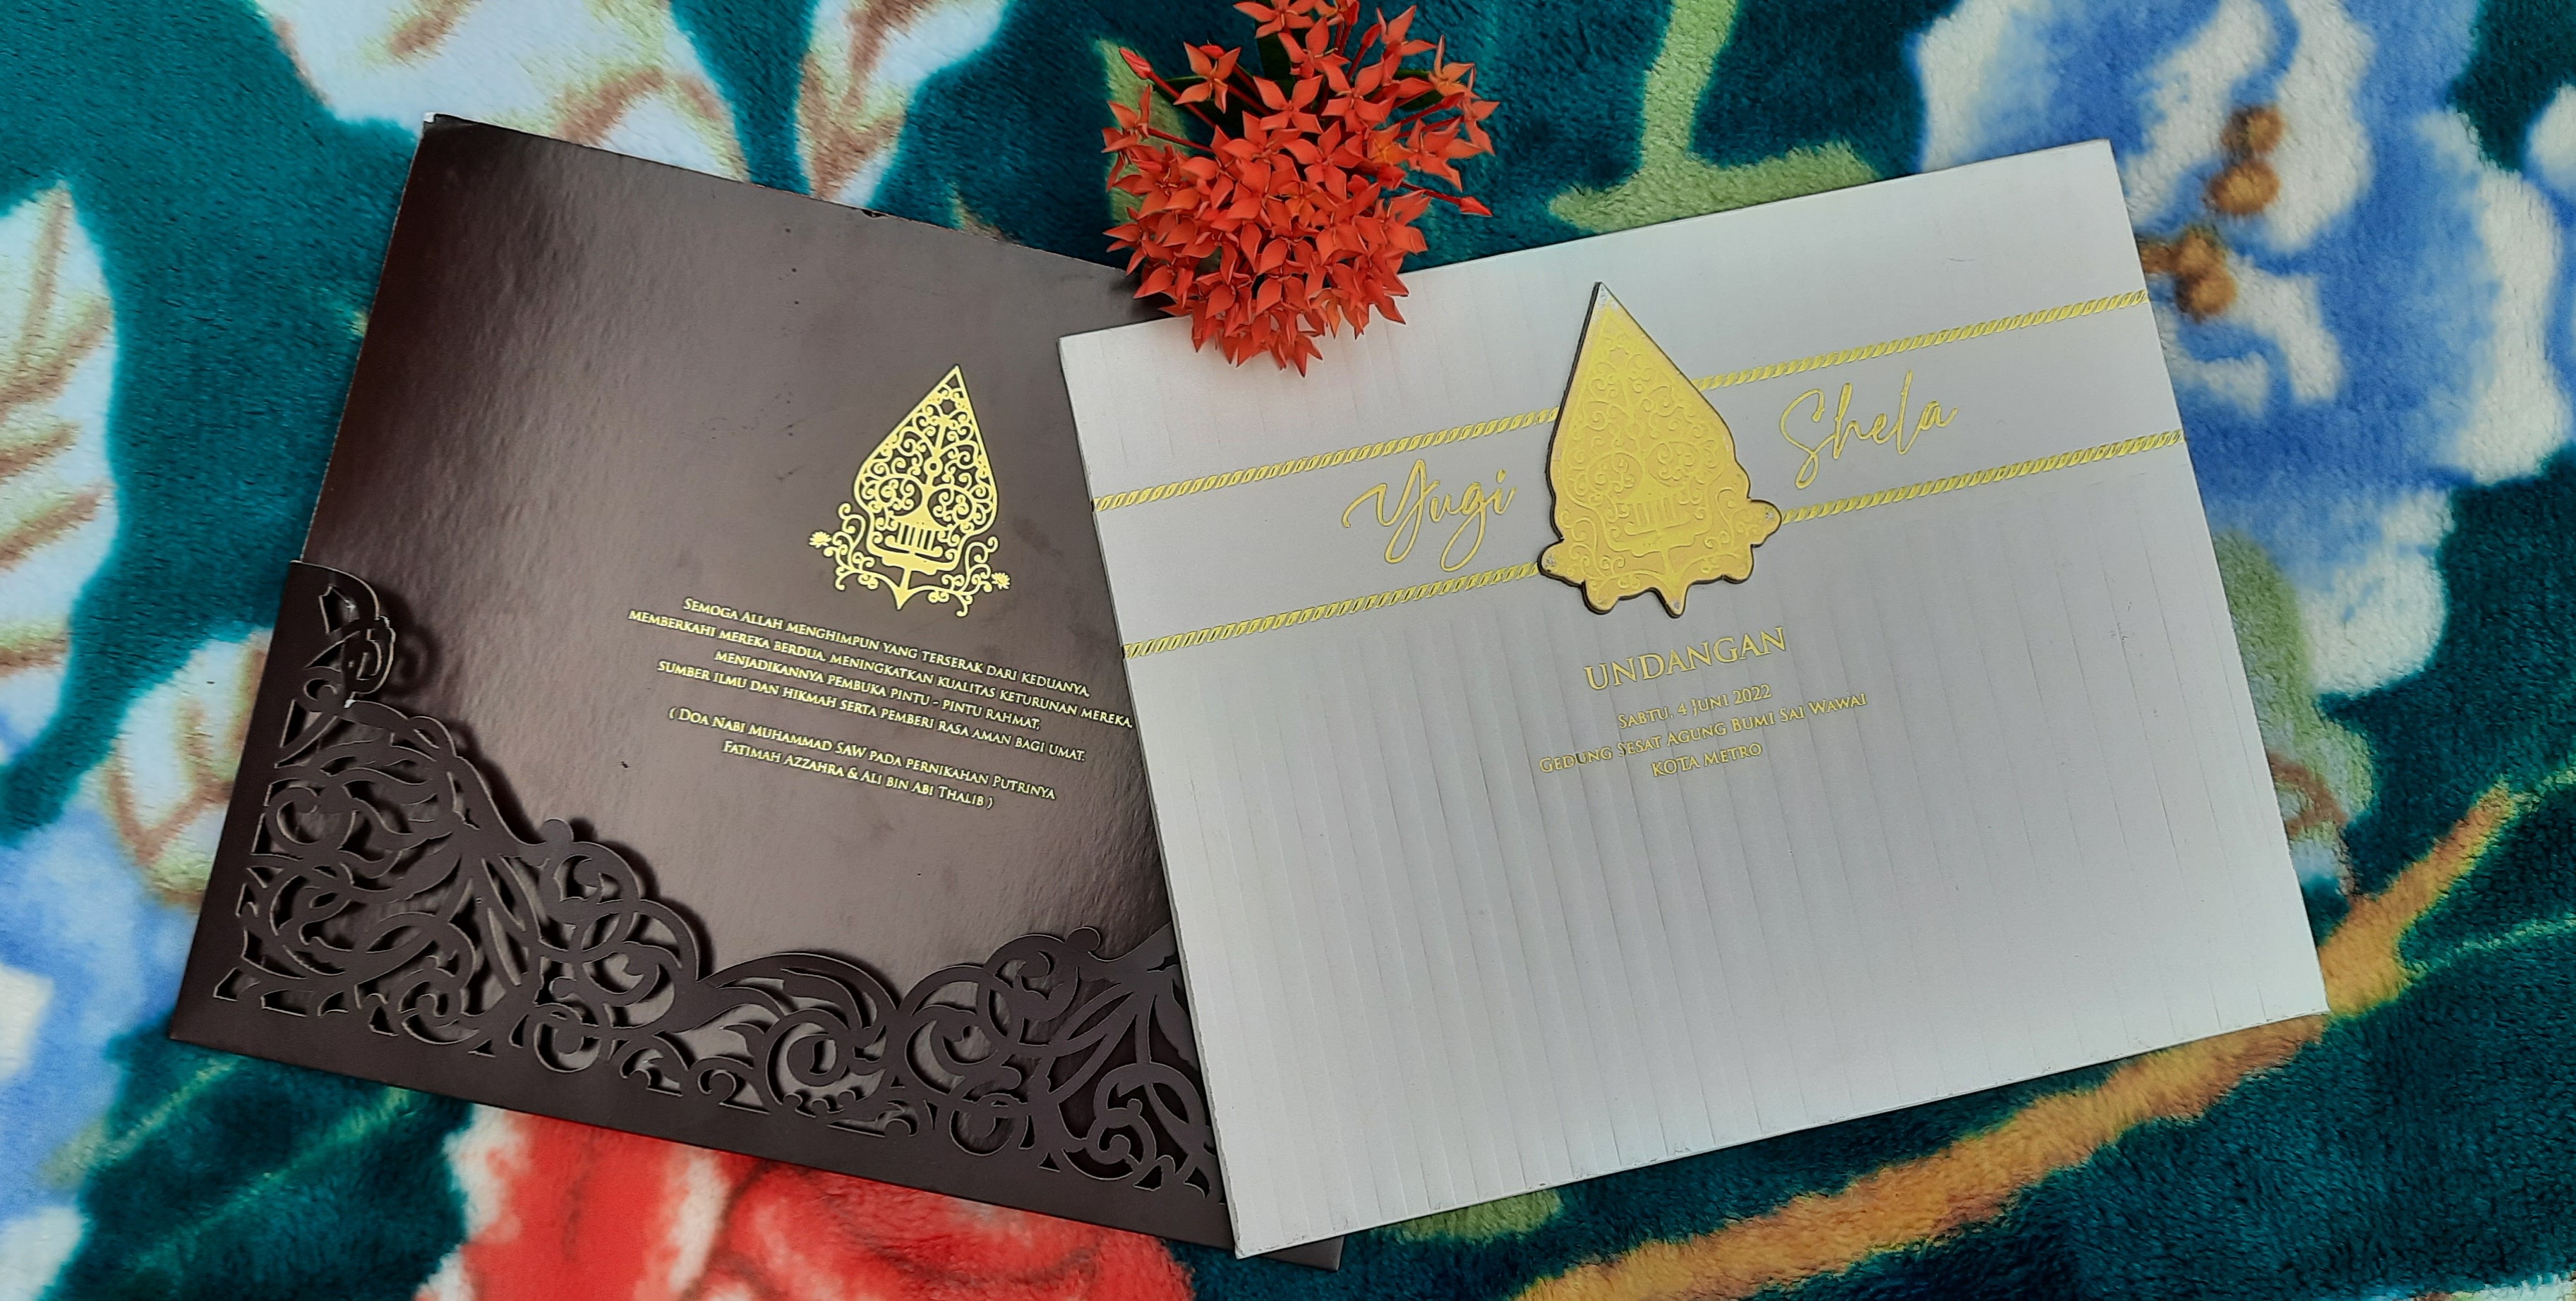 SEMOGA ALLAH MENGHIMPUN YANG TERSERAK DARI KEDUANYA,
MEMBERKAHI MEREKA BERDUA, MENINGKATKAN KUALITAS KETURUNAN MEREKA,
MENJADIKANNYA PEMBUKA PINTU - PINTU RAHMAT,
SUMBER ILMU DAN HIKMAH SERTA PEMBERI RASA AMAN BAGI UMAT.
( DOA NABI MUHAMMAD SAW PADA PERNIKAHAN PUTRINYA
FATIMAH AZZAHRA & ALI BIN ABI THALIB )
Yugi
Shela
UNDANGAN
SABTU, 4 JUNI 2022
GEDUNG SESAT AGUNG BUMI SAI WAWAI
KOTA METRO